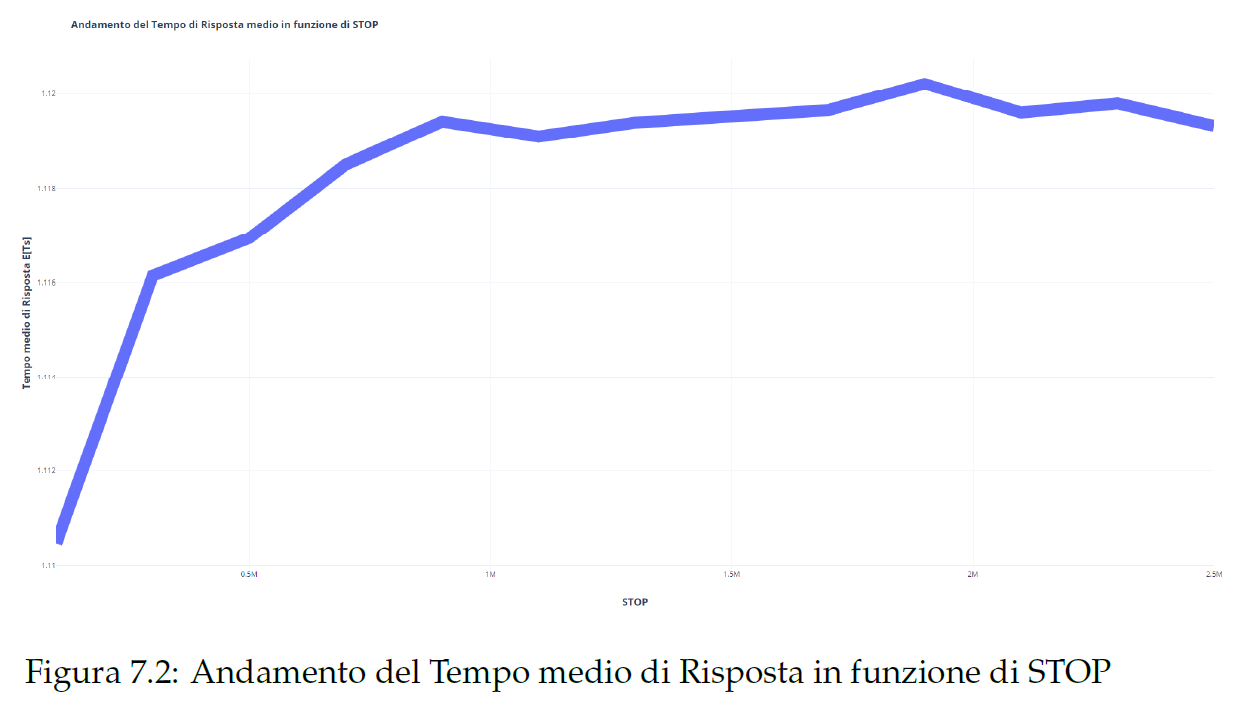 Andamento del Tempo di Risposta medio in funzione di STOP
Tempo medio di Risposta E[Ts]
1.12
1.118
1.116
1.114
1.112
1.11
0.5M
1M
1.5M
2M
2.5M
STOP
Figura 7.2: Andamento del Tempo medio di Risposta in funzione di STOP